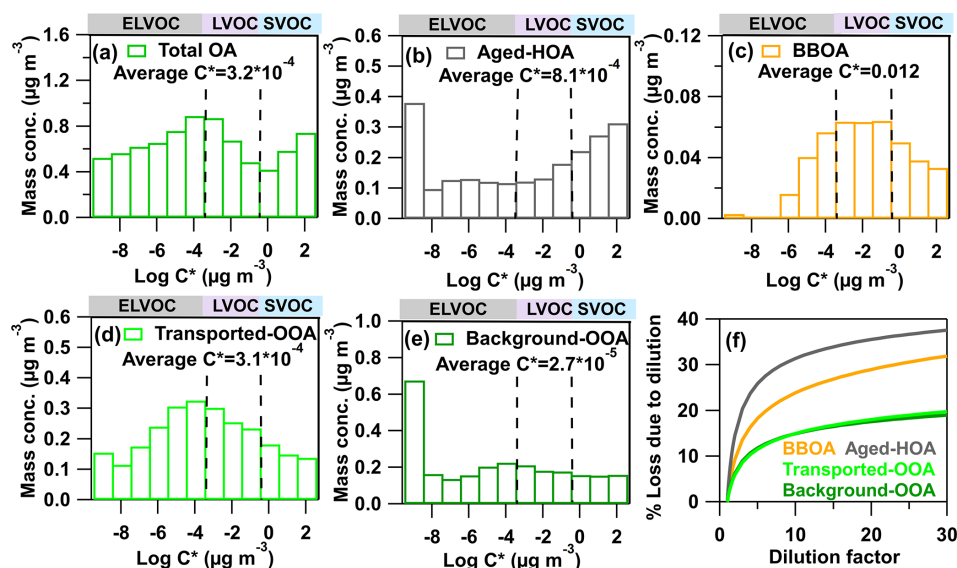 ELVOC LVOC SVOC
(a) Total OA
Average C*=3.2*10^-4
Mass conc. (µg m^-3)
1.6
1.2
0.8
0.4
0.0
-8 -6 -4 -2 0 2
Log C* (µg m^-3)
ELVOC LVOC SVOC
(b) Aged-HOA
Average C*=8.1*10^-4
Mass conc. (µg m^-3)
0.6
0.5
0.4
0.3
0.2
0.1
0.0
-8 -6 -4 -2 0 2
Log C* (µg m^-3)
ELVOC LVOC SVOC
(c) BBOA
Average C*=0.012
Mass conc. (µg m^-3)
0.12
0.08
0.04
0.00
-8 -6 -4 -2 0 2
Log C* (µg m^-3)
ELVOC LVOC SVOC
(d) Transported-OOA
Average C*=3.1*10^-4
Mass conc. (µg m^-3)
0.6
0.5
0.4
0.3
0.2
0.1
0.0
-8 -6 -4 -2 0 2
Log C* (µg m^-3)
ELVOC LVOC SVOC
(e) Background-OOA
Average C*=2.7*10^-5
Mass conc. (µg m^-3)
1.0
0.8
0.6
0.4
0.2
0.0
-8 -6 -4 -2 0 2
Log C* (µg m^-3)
(f)
% Loss due to dilution
40
30
20
10
0
BBOA Aged-HOA
Transported-OOA
Background-OOA
0 10 20 30
Dilution factor